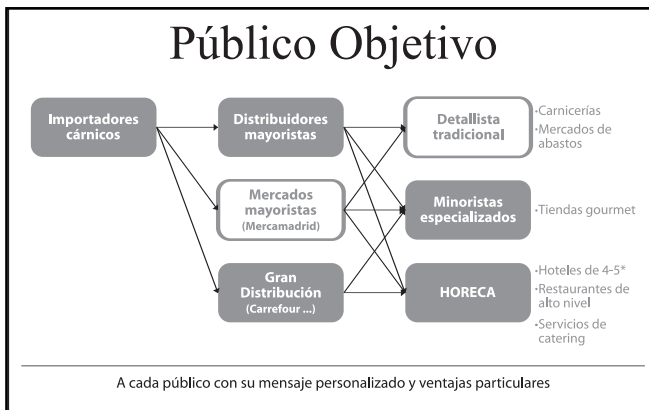 Público Objetivo
Importadores
cárnicos
Distribuidores
mayoristas
Mercados
mayoristas
(Mercamadrid)
Gran
Distribución
(Carrefour ...)
Detallista
tradicional
·Carnicerías
·Mercados de
abastos
Minoristas
especializados
·Tiendas gourmet
HORECA
·Hoteles de 4-5*
·Restaurantes de
alto nivel
·Servicios de
catering
A cada público con su mensaje personalizado y ventajas particulares